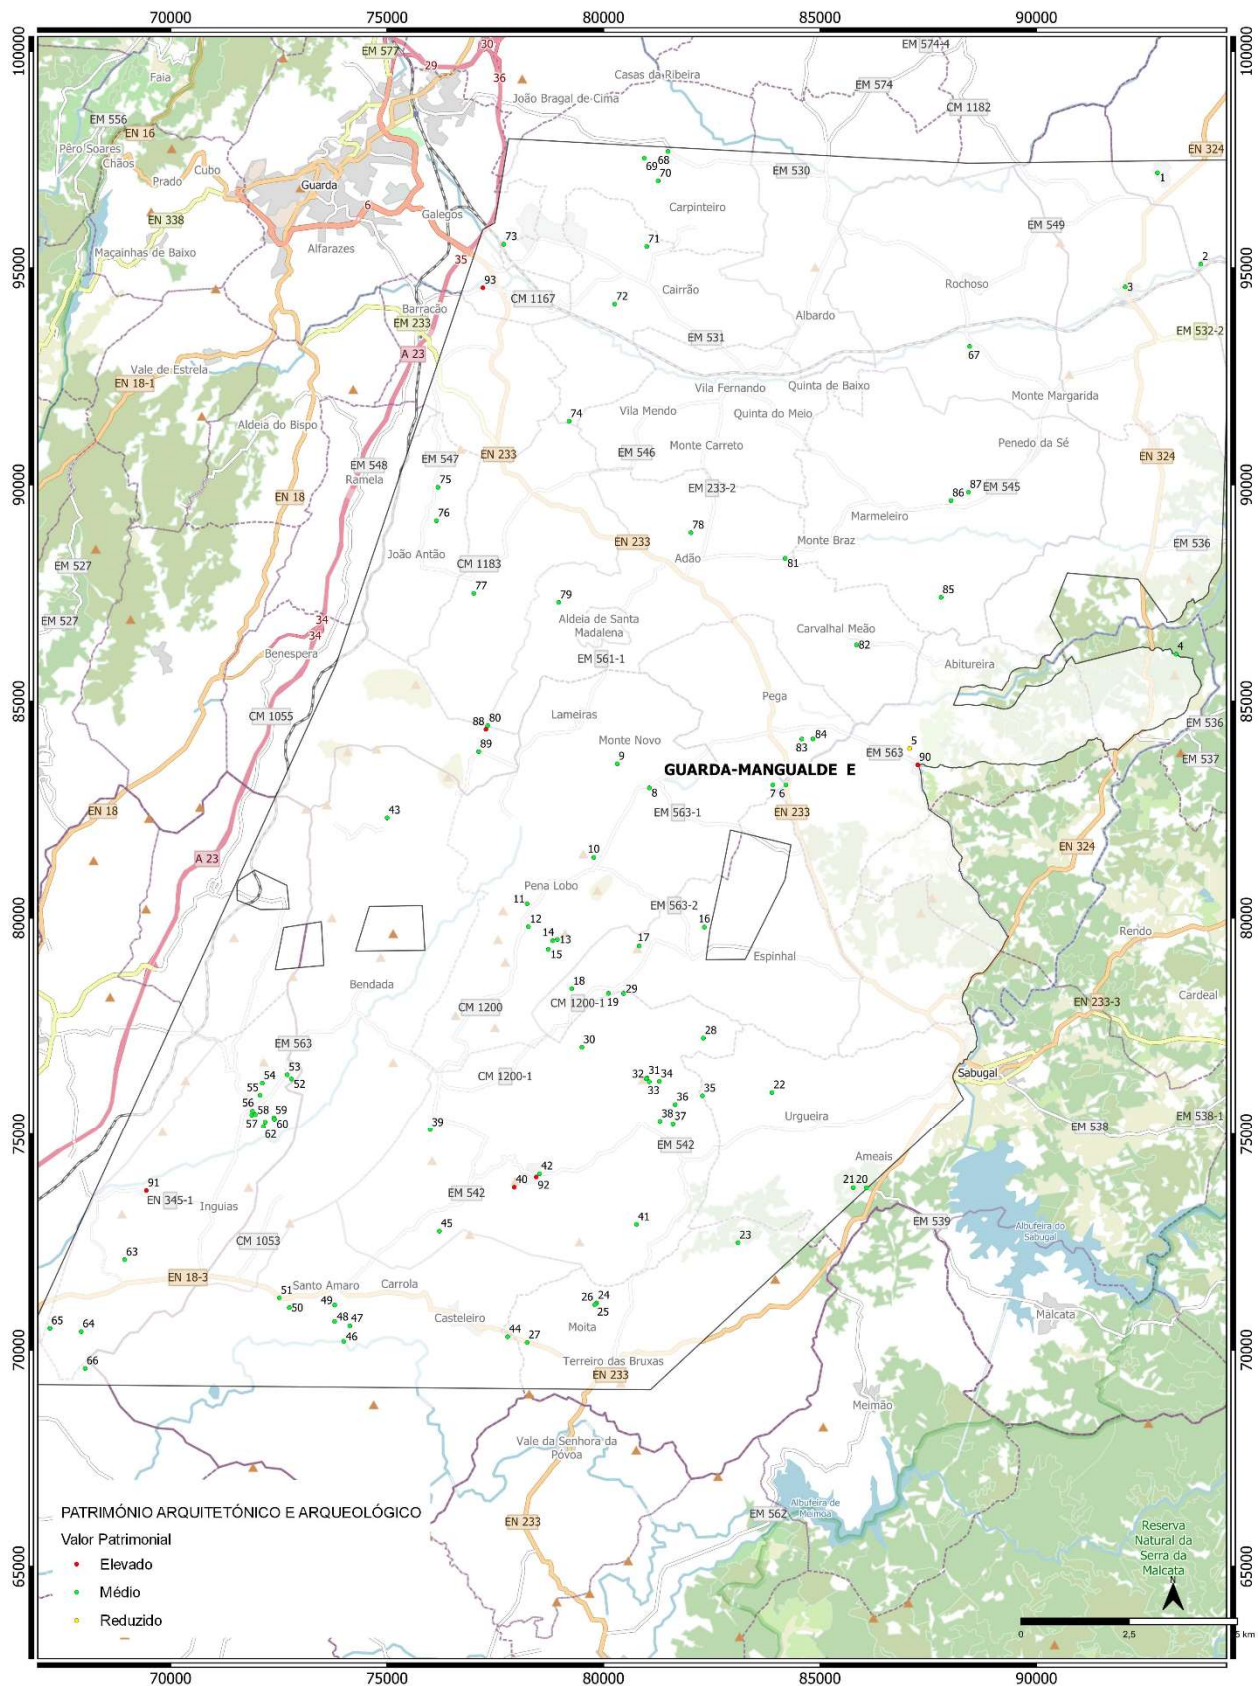 70000 75000 80000 85000 90000
100000
95000
90000
85000
80000
75000
70000
65000
EM 577
30
29
36
Casas da Ribeira
EM 574-4
EM 574
CM 1182
Faia
João Bragal de Cima
EM 556
EN 16
Pêro Soares
Chãos
Cubo
Prado
EN 324
69 68
70
EM 530
1
Guarda
6
Galegos
Carpinteiro
EN 338
Alfarazes
Maçainhas de Baixo
35
73
71
EM 549
2
93
CM 1167
Cairrão
72
Rochoso
3
Barracão
EM 233
Albardo
EM 531
EM 532-2
A 23
67
Vale de Estrela
EN 18-1
Vila Fernando
Quinta de Baixo
Monte Margarida
74
Vila Mendo
Quinta do Meio
Aldeia do Bispo
Monte Carreto
Penedo da Sé
EM 547
EN 233
EM 546
EN 324
EM 548
Ramela
75
EM 233-2
87
EM 545
86
EN 18
76
78
Marmeleiro
EN 233
Monte Braz
EM 536
João Antão
Adão
81
EM 527
CM 1183
77
79
85
EM 527
34
34
Aldeia de Santa
Madalena
Carvalhal Meão
82
4
Benespera
EM 561-1
Abitureira
Pega
CM 1055
Lameiras
88
80
EM 536
89
Monte Novo
83
84
5
EM 563
EM 537
9
90
GUARDA-MANGUALDE E
8
7 6
EM 563-1
EN 233
EN 18
43
EN 324
A 23
10
Pena Lobo
11
EM 563-2
12
16
14 13
15
17
Rendo
Espinhal
Bendada
18
29
19
CM 1200
CM 1200-1
EN 233-3
Cardeal
EM 563
28
30
53
54
52
CM 1200-1
31 34
32
33
Sabugal
55
35
22
56
58
59
57
60
62
36
Urgueira
38
37
39
EM 538
EM 538-1
EM 542
Ameais
91
EN 345-1
40
42
92
EM 542
21 20
Inguias
41
EM 539
Albufeira do
Sabugal
CM 1053
45
23
63
EN 18-3
Santo Amaro
Carrola
51
50
49
24
26
25
Casteleiro
Malcata
65
64
48
47
46
44
27
Moita
66
Terreiro das Bruxas
EN 233
Meimão
Vale da Senhora da
Póvoa
EN 233
Albufeira de
Meimoa
EM 562
Reserva
Natural da
Serra da
Malcata
N
PATRIMÓNIO ARQUITETÓNICO E ARQUEOLÓGICO
Valor Patrimonial
Elevado
Médio
Reduzido
0 2,5 5 km
70000 75000 80000 85000 90000
100000
95000
90000
85000
80000
75000
70000
65000